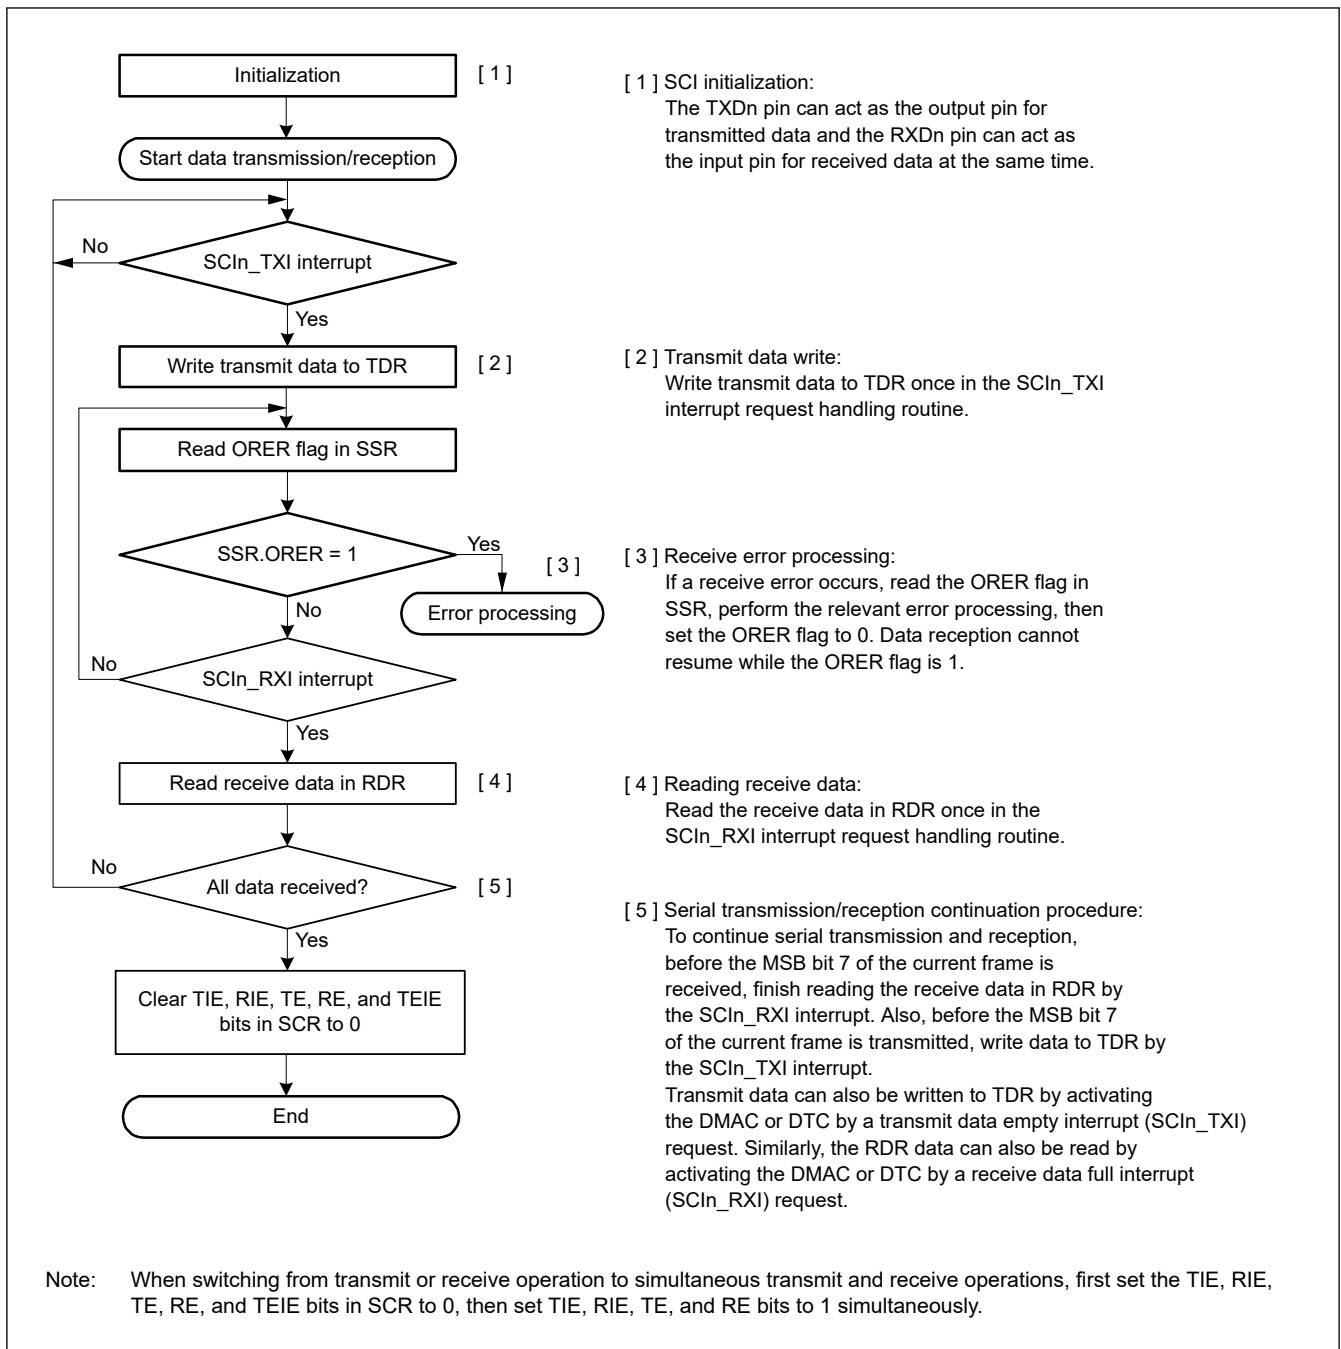 Initialization
[ 1 ]
Start data transmission/reception
No
SCIn_TXI interrupt
Yes
Write transmit data to TDR
[ 2 ]
Read ORER flag in SSR
SSR.ORER = 1
Yes
[ 3 ]
Error processing
No
No
SCIn_RXI interrupt
Yes
Read receive data in RDR
[ 4 ]
No
All data received?
[ 5 ]
Yes
Clear TIE, RIE, TE, RE, and TEIE
bits in SCR to 0
End
[ 1 ] SCI initialization:
The TXDn pin can act as the output pin for
transmitted data and the RXDn pin can act as
the input pin for received data at the same time.
[ 2 ] Transmit data write:
Write transmit data to TDR once in the SCIn_TXI
interrupt request handling routine.
[ 3 ] Receive error processing:
If a receive error occurs, read the ORER flag in
SSR, perform the relevant error processing, then
set the ORER flag to 0. Data reception cannot
resume while the ORER flag is 1.
[ 4 ] Reading receive data:
Read the receive data in RDR once in the
SCIn_RXI interrupt request handling routine.
[ 5 ] Serial transmission/reception continuation procedure:
To continue serial transmission and reception,
before the MSB bit 7 of the current frame is
received, finish reading the receive data in RDR by
the SCIn_RXI interrupt. Also, before the MSB bit 7
of the current frame is transmitted, write data to TDR by
the SCIn_TXI interrupt.
Transmit data can also be written to TDR by activating
the DMAC or DTC by a transmit data empty interrupt (SCIn_TXI)
request. Similarly, the RDR data can also be read by
activating the DMAC or DTC by a receive data full interrupt
(SCIn_RXI) request.
Note: When switching from transmit or receive operation to simultaneous transmit and receive operations, first set the TIE, RIE,
TE, RE, and TEIE bits in SCR to 0, then set TIE, RIE, TE, and RE bits to 1 simultaneously.